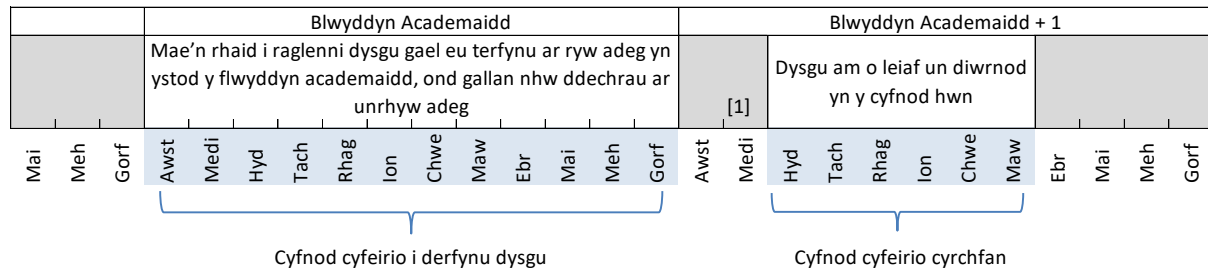 Blwyddyn Academaidd
Blwyddyn Academaidd + 1
Mae'n rhaid i raglenni dysgu gael eu terfynu ar ryw adeg yn
ystod y flwyddyn academaidd, ond gallan nhw ddechrau ar
unrhyw adeg
[1]
Dysgu am o leiaf un diwrnod
yn y cyfnod hwn
Mai
Meh
Gorf
Awst
Medi
Hyd
Tach
Rhag
Ion
Chwe
Maw
Ebr
Mai
Meh
Gorf
Awst
Medi
Hyd
Tach
Rhag
Ion
Chwe
Maw
Ebr
Mai
Meh
Gorf
Cyfnod cyfeirio i derfynu dysgu
Cyfnod cyfeirio cyrchfan